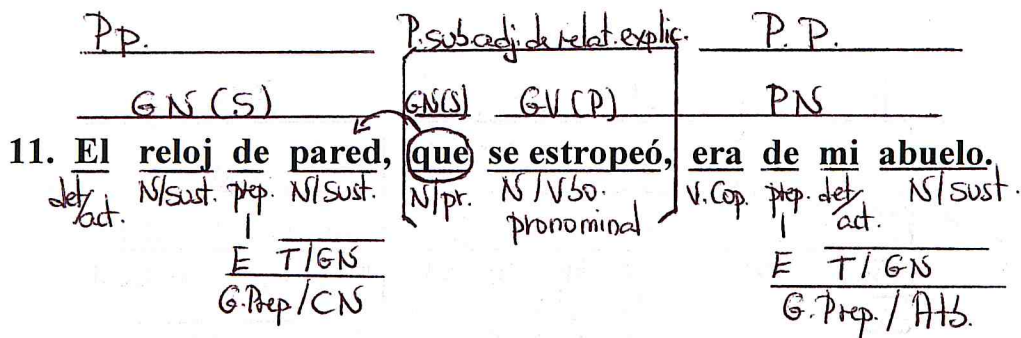 P.p. P.sub.adj.de relat.explic. P.P.
GN(S) GN(S) GV(P) PN
11. El reloj de pared, que se estropeó, era de mi abuelo.
det/act. N/Sust. prep. N/Sust. N/pr. N/Vbo. V.Cop. prep. det/act. N/Sust.
pronominal
E T/GN E T/GN
G.Prep/CN G.Prep./Atb.